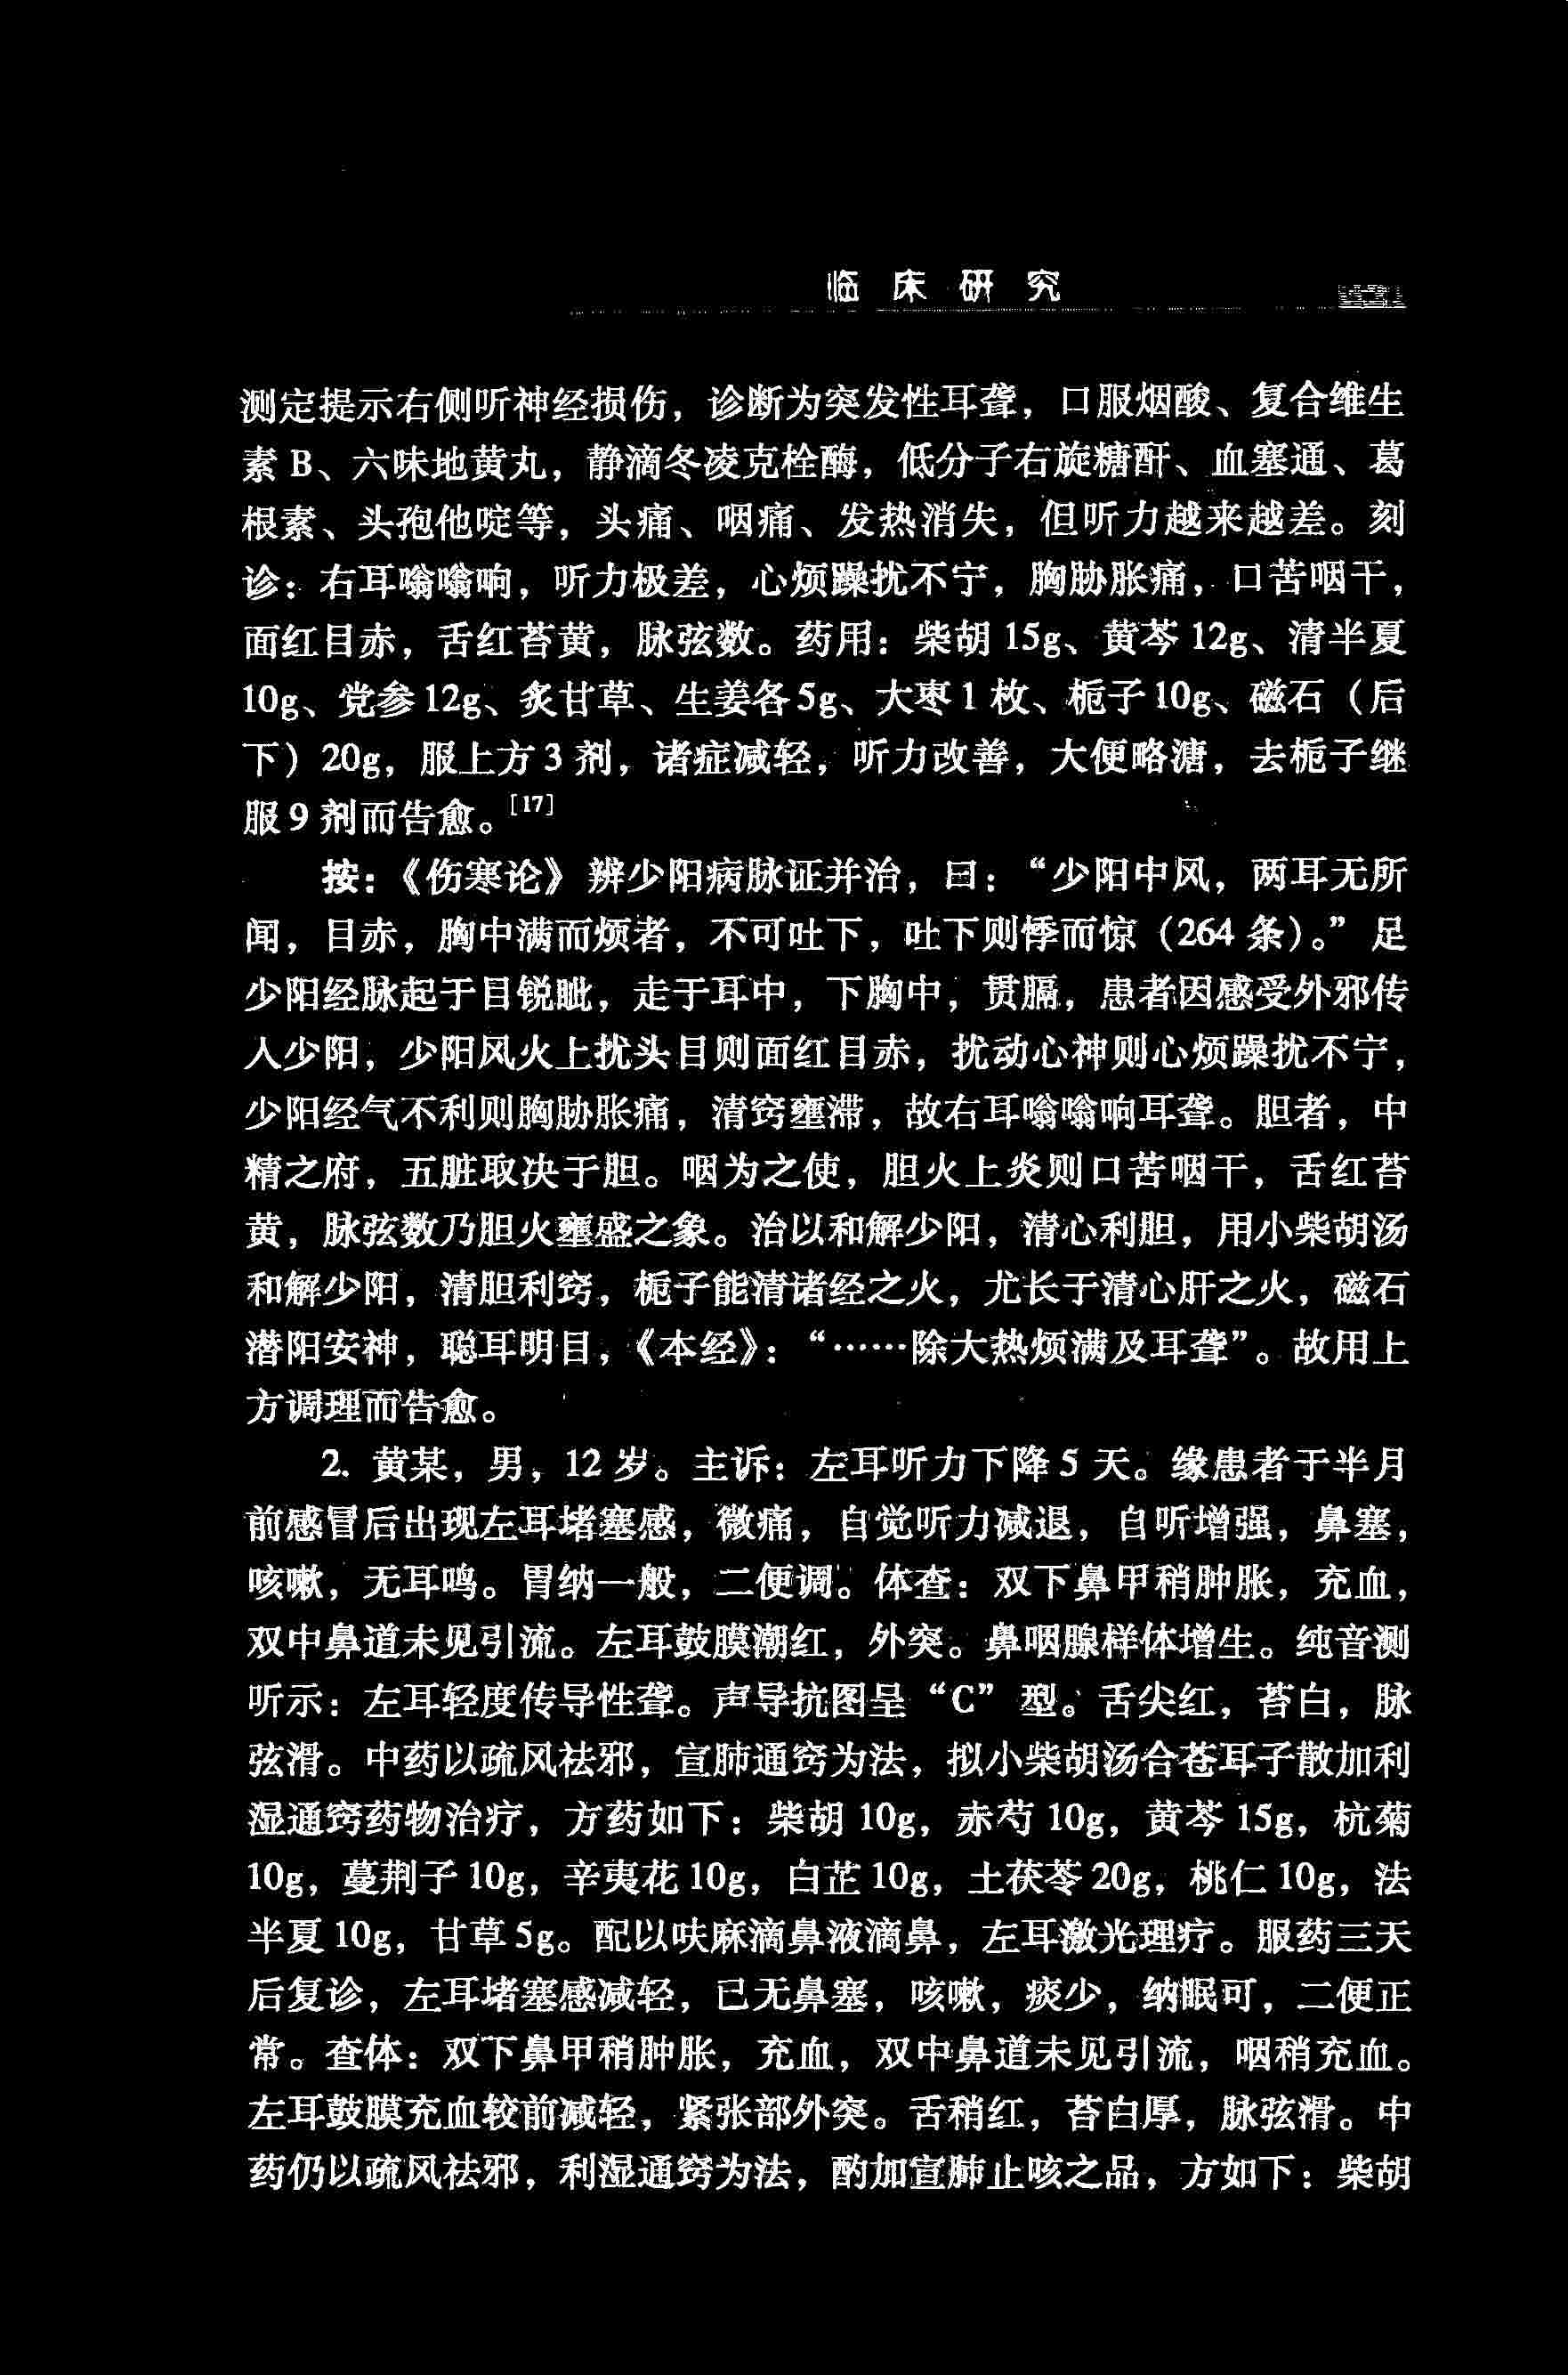 临床研究
测定提示右侧听神经损伤，诊断为突发性耳聋，口服烟酸、复合维生
素 B、六味地黄丸，静滴冬凌克栓酶，低分子右旋糖酐、血塞通、葛
根素、头孢他啶等，头痛、咽痛、发热消失，但听力越来越差。刻
诊：右耳嗡嗡响，听力极差，心烦躁扰不宁，胸胁胀痛，口苦咽干，
面红目赤，舌红苔黄，脉弦数。药用：柴胡 15g、黄芩 12g、清半夏
10g、党参 12g、炙甘草、生姜各 5g、大枣 1 枚、栀子 10g、磁石（后
下）20g，服上方 3 剂，诸症减轻，听力改善，大便略溏，去栀子继
服 9 剂而告愈。[17]
按：《伤寒论》辨少阳病脉证并治，曰：“少阳中风，两耳无所
闻，目赤，胸中满而烦者，不可吐下，吐下则悸而惊（264 条）。”足
少阳经脉起于目锐眦，走于耳中，下胸中，贯膈，患者因感受外邪传
人少阳，少阳风火上扰头目则面红目赤，扰动心神则心烦躁扰不宁，
少阳经气不利则胸胁胀痛，清窍壅滞，故右耳嗡嗡响耳聋。胆者，中
精之府，五脏取决于胆。咽为之使，胆火上炎则口苦咽干，舌红苔
黄，脉弦数乃胆火壅盛之象。治以和解少阳，清心利胆，用小柴胡汤
和解少阳，清胆利窍，栀子能清诸经之火，尤长于清心肝之火，磁石
潜阳安神，聪耳明目，《本经》：“……除大热烦满及耳聋”。故用上
方调理而告愈。
2. 黄某，男，12 岁。主诉：左耳听力下降 5 天。缘患者于半月
前感冒后出现左耳堵塞感，微痛，自觉听力减退，自听增强，鼻塞，
咳嗽，无耳鸣。胃纳一般，二便调。体查：双下鼻甲稍肿胀，充血，
双中鼻道未见引流。左耳鼓膜潮红，外突。鼻咽腺样体增生。纯音测
听示：左耳轻度传导性聋。声导抗图呈“C”型。舌尖红，苔白，脉
弦滑。中药以疏风祛邪，宣肺通窍为法，拟小柴胡汤合苍耳子散加利
湿通窍药物治疗，方药如下：柴胡 10g，赤芍 10g，黄芩 15g，杭菊
10g，蔓荆子 10g，辛夷花 10g，白芷 10g，土茯苓 20g，桃仁 10g，法
半夏 10g，甘草 5g。配以呋麻滴鼻液滴鼻，左耳激光理疗。服药三天
后复诊，左耳堵塞感减轻，已无鼻塞，咳嗽，痰少，纳眠可，二便正
常。查体：双下鼻甲稍肿胀，充血，双中鼻道未见引流，咽稍充血。
左耳鼓膜充血较前减轻，紧张部外突。舌稍红，苔白厚，脉弦滑。中
药仍以疏风祛邪，利湿通窍为法，酌加宣肺止咳之品，方如下：柴胡